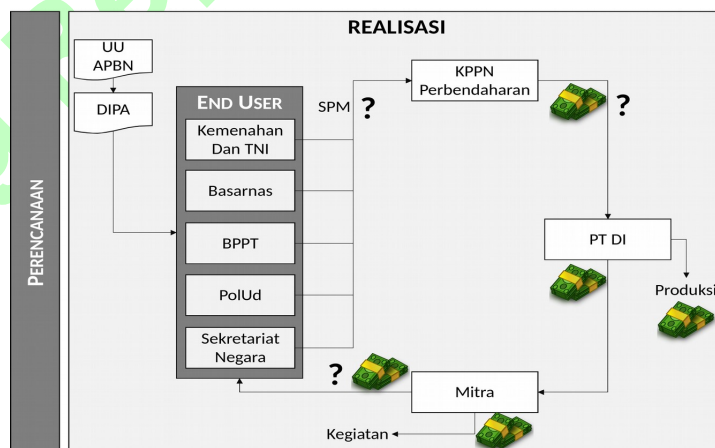 REALISASI
PERENCANAAN
UU
APBN
DIPA
END USER
Kemenahan
Dan TNI
Basarnas
BPPT
PolUd
Sekretariat
Negara
SPM ?
KPPN
Perbendaharan
?
PT DI
Produksi
Mitra
?
Kegiatan